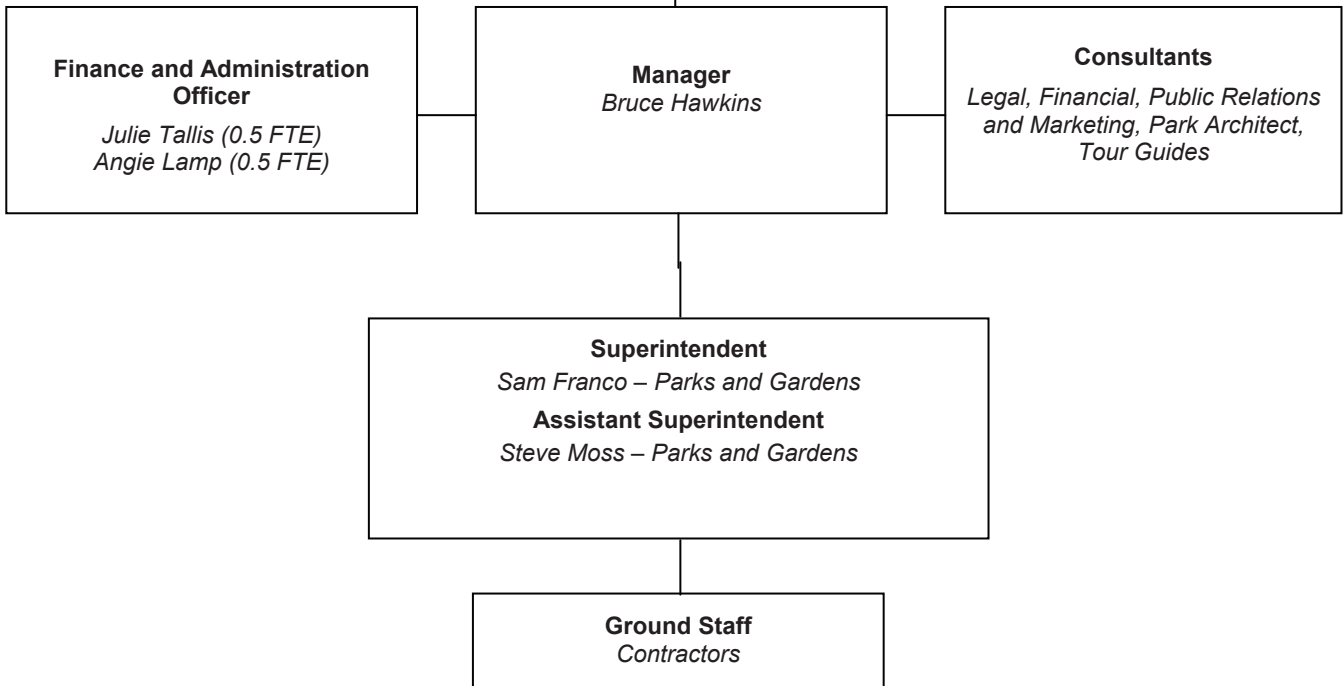 Finance and Administration
Officer
Julie Tallis (0.5 FTE)
Angie Lamp (0.5 FTE)
Manager
Bruce Hawkins
Consultants
Legal, Financial, Public Relations
and Marketing, Park Architect,
Tour Guides
Superintendent
Sam Franco – Parks and Gardens
Assistant Superintendent
Steve Moss – Parks and Gardens
Ground Staff
Contractors